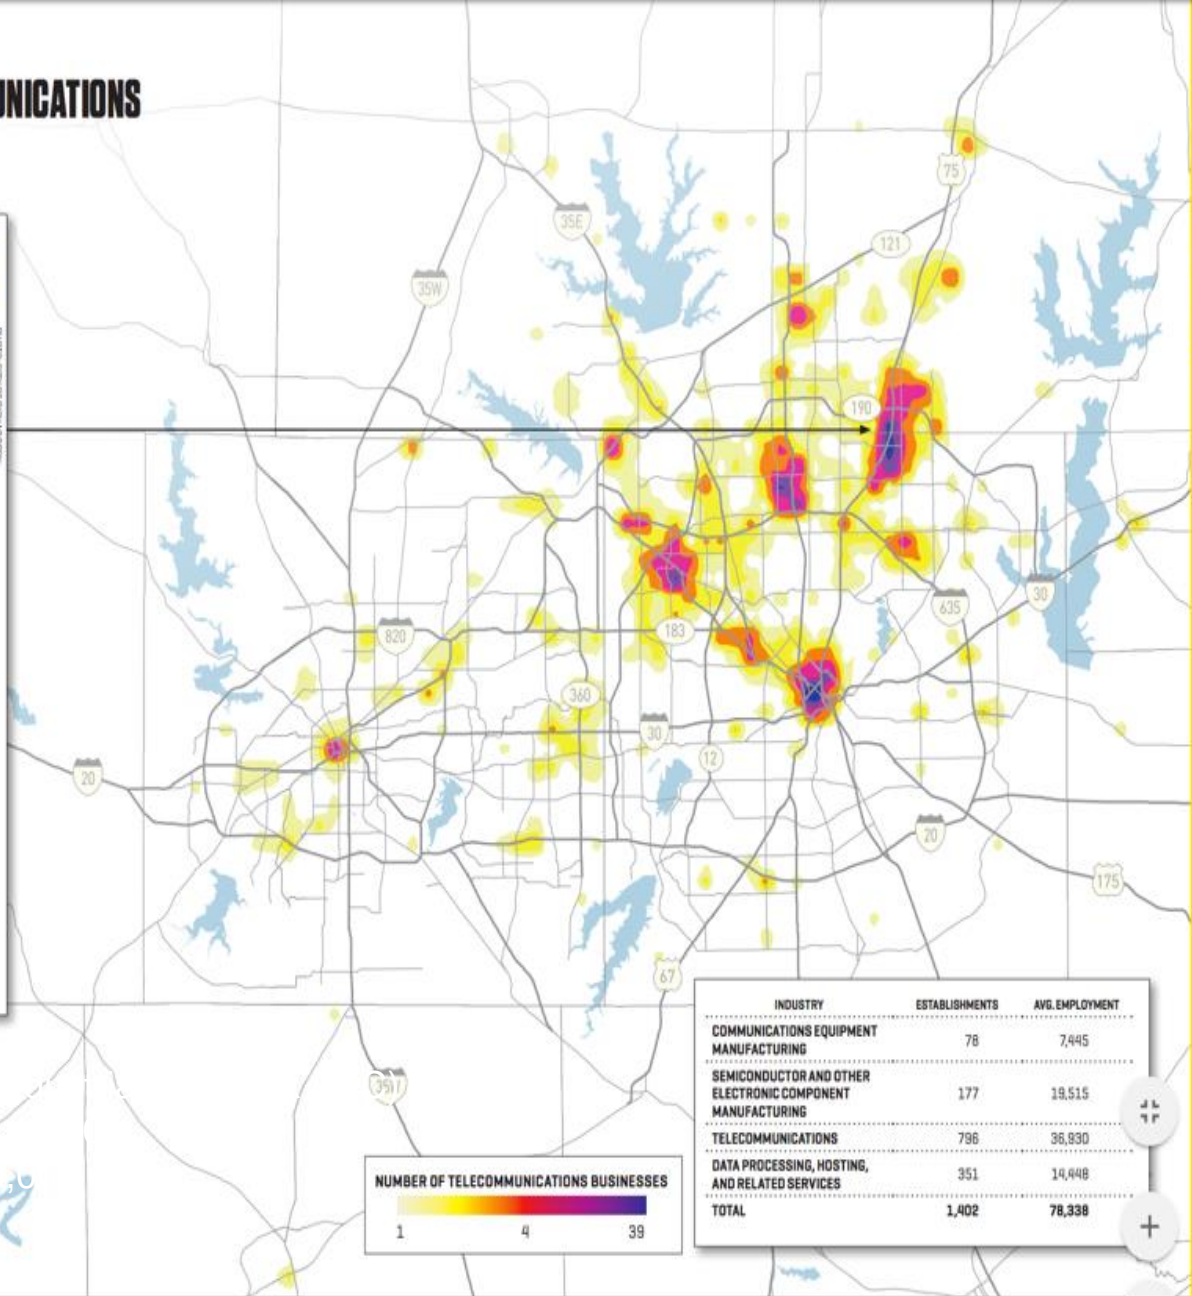 UNICATIONS
75
35E
121
35W
190
30
635
820
183
360
30
12
20
20
175
67
35W
INDUSTRY ESTABLISHMENTS AVG. EMPLOYMENT
COMMUNICATIONS EQUIPMENT
MANUFACTURING
78 7,445
SEMICONDUCTOR AND OTHER
ELECTRONIC COMPONENT
MANUFACTURING
177 19,515
TELECOMMUNICATIONS 796 36,930
DATA PROCESSING, HOSTING,
AND RELATED SERVICES
351 14,448
TOTAL 1,402 78,338
NUMBER OF TELECOMMUNICATIONS BUSINESSES
1 4 39